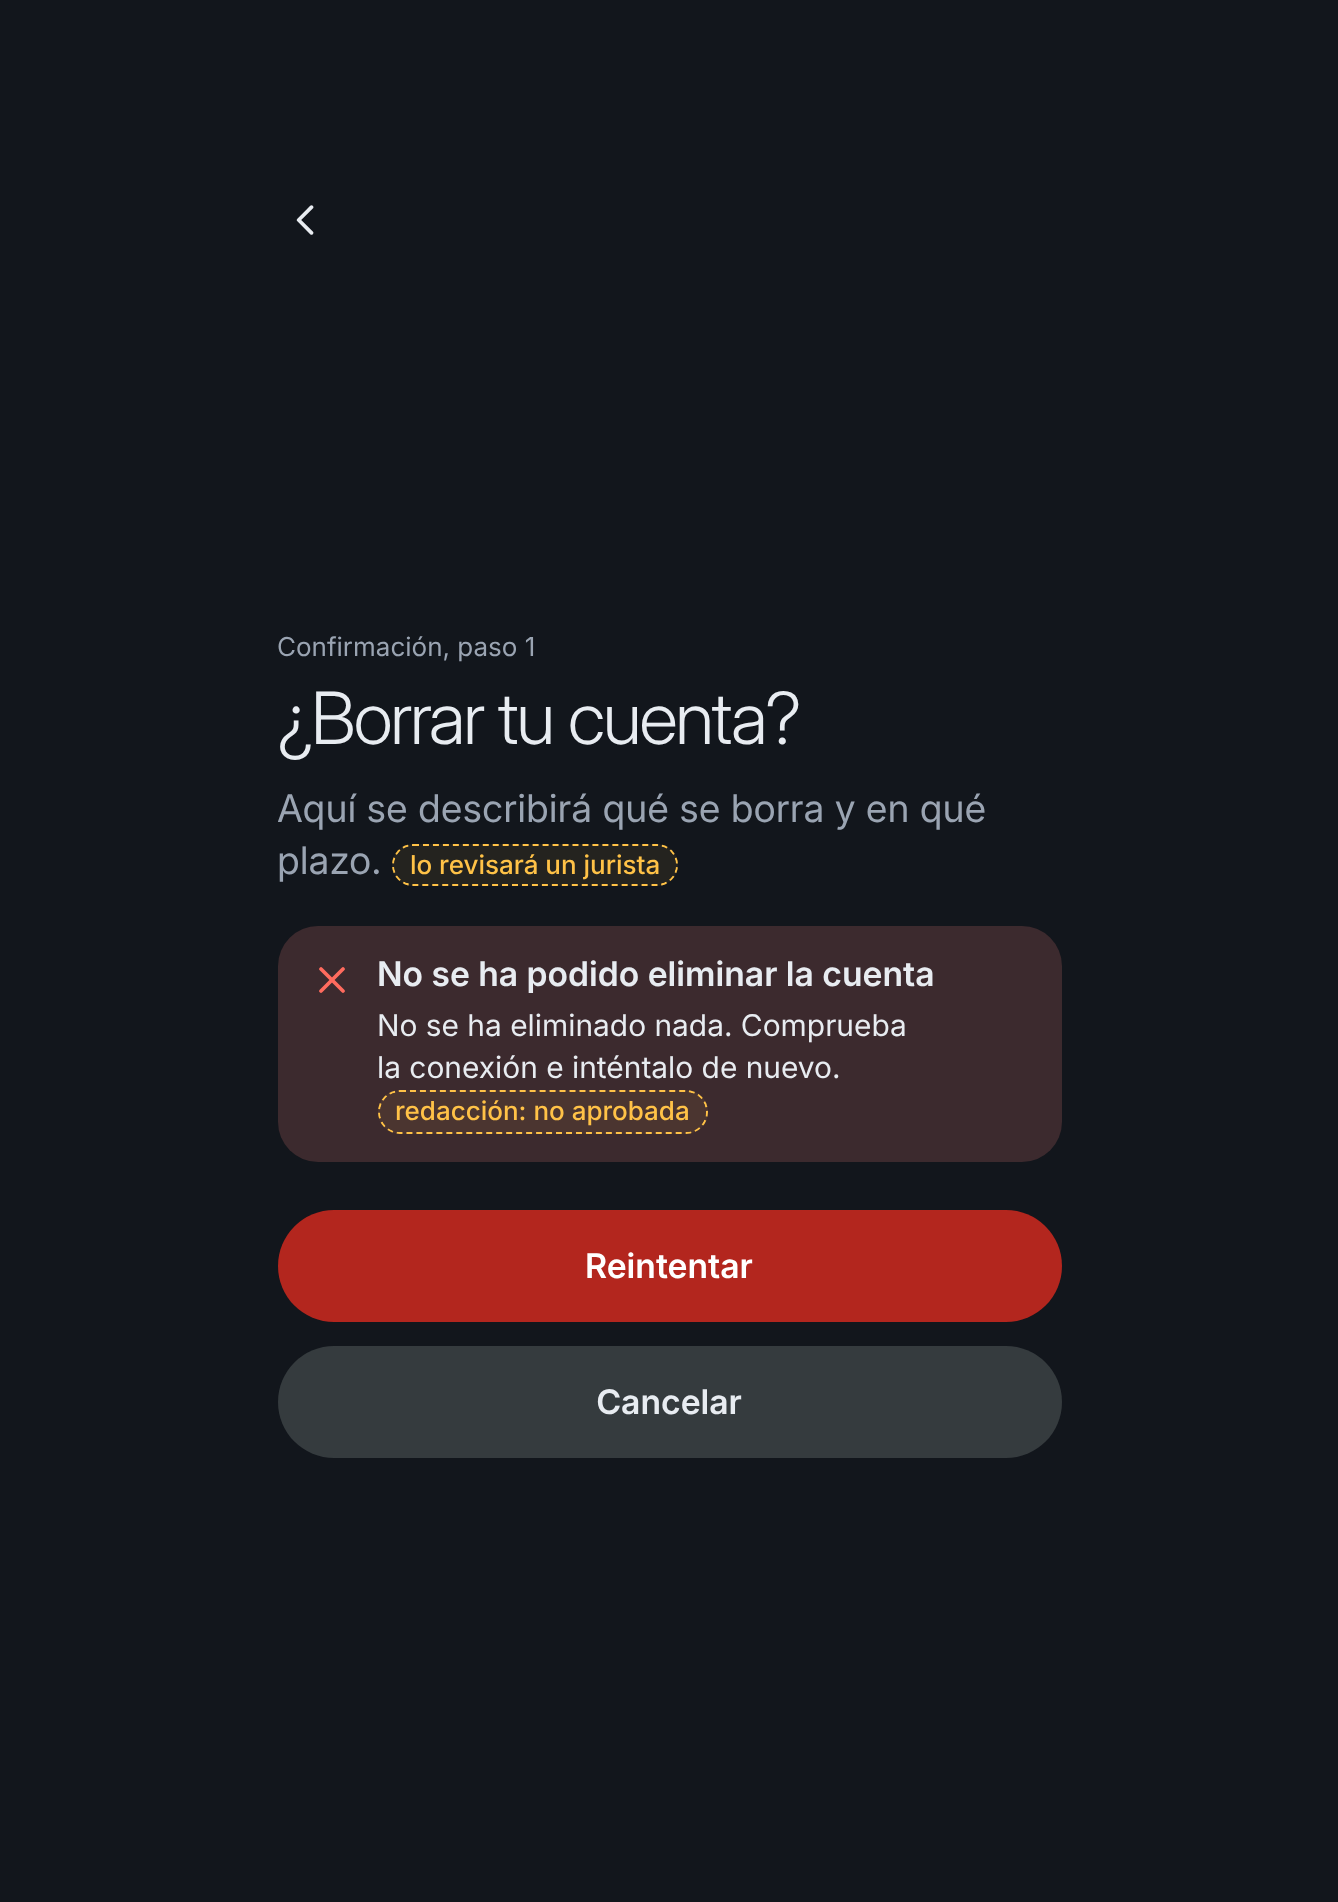 Confirmación, paso 1
¿Borrar tu cuenta?
Aquí se describirá qué se borra y en qué
plazo. lo revisará un jurista
No se ha podido eliminar la cuenta
No se ha eliminado nada. Comprueba
la conexión e inténtalo de nuevo.
redacción: no aprobada
Reintentar
Cancelar